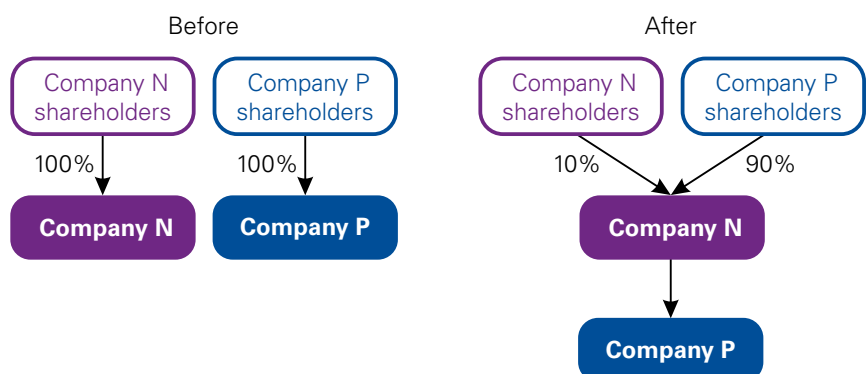 Before
Company N
shareholders
Company P
shareholders
100%
100%
Company N
Company P
After
Company N
shareholders
Company P
shareholders
10%
90%
Company N
Company P